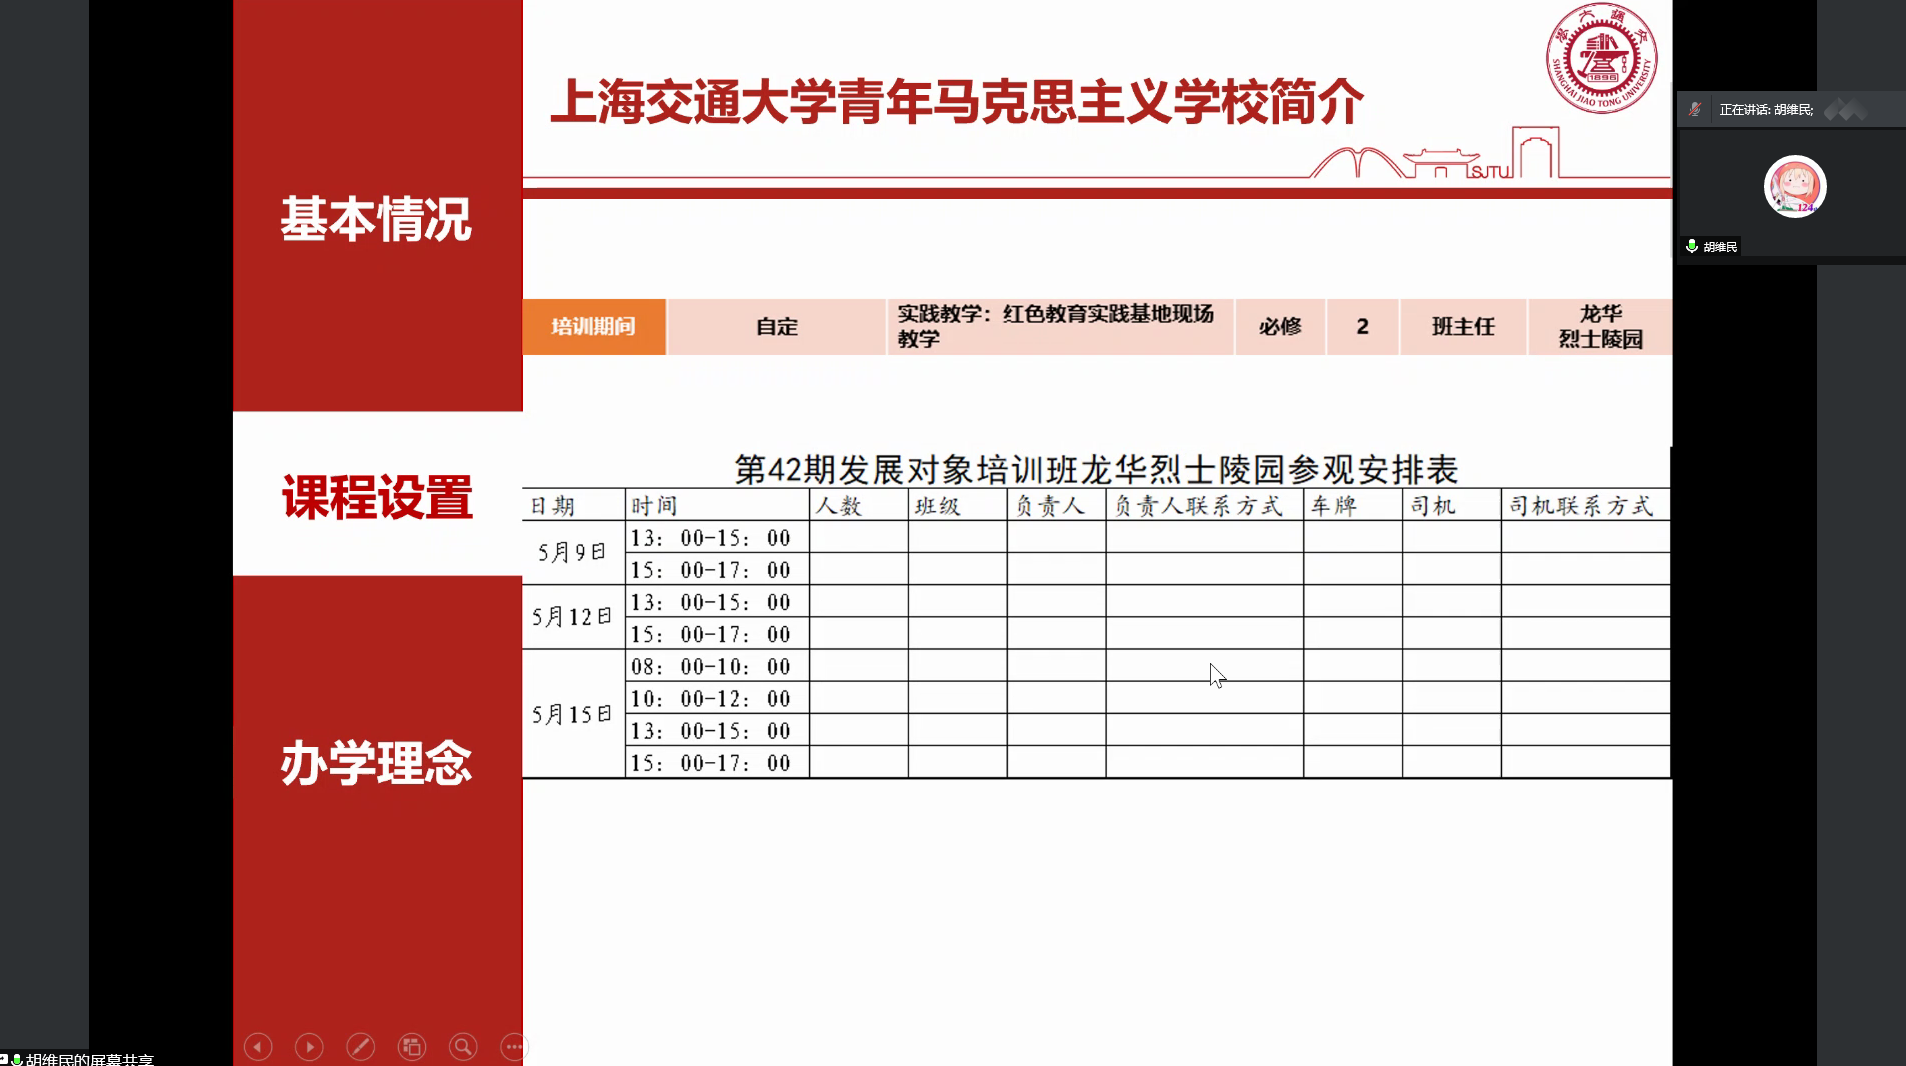 上海交通大学青年马克思主义学校简介
SHANGHAI JIAO TONG UNIVERSITY
1896
SJTU
正在讲话: 胡维民;
124
胡维民
基本情况
课程设置
办学理念
培训期间 自定 实践教学：红色教育实践基地现场教学 必修 2 班主任 龙华烈士陵园
第42期发展对象培训班龙华烈士陵园参观安排表
日期 时间 人数 班级 负责人 负责人联系方式 车牌 司机 司机联系方式
5月9日 13：00-15：00
15：00-17：00
5月12日 13：00-15：00
15：00-17：00
5月15日 08：00-10：00
10：00-12：00
13：00-15：00
15：00-17：00
胡维民的屏幕共享